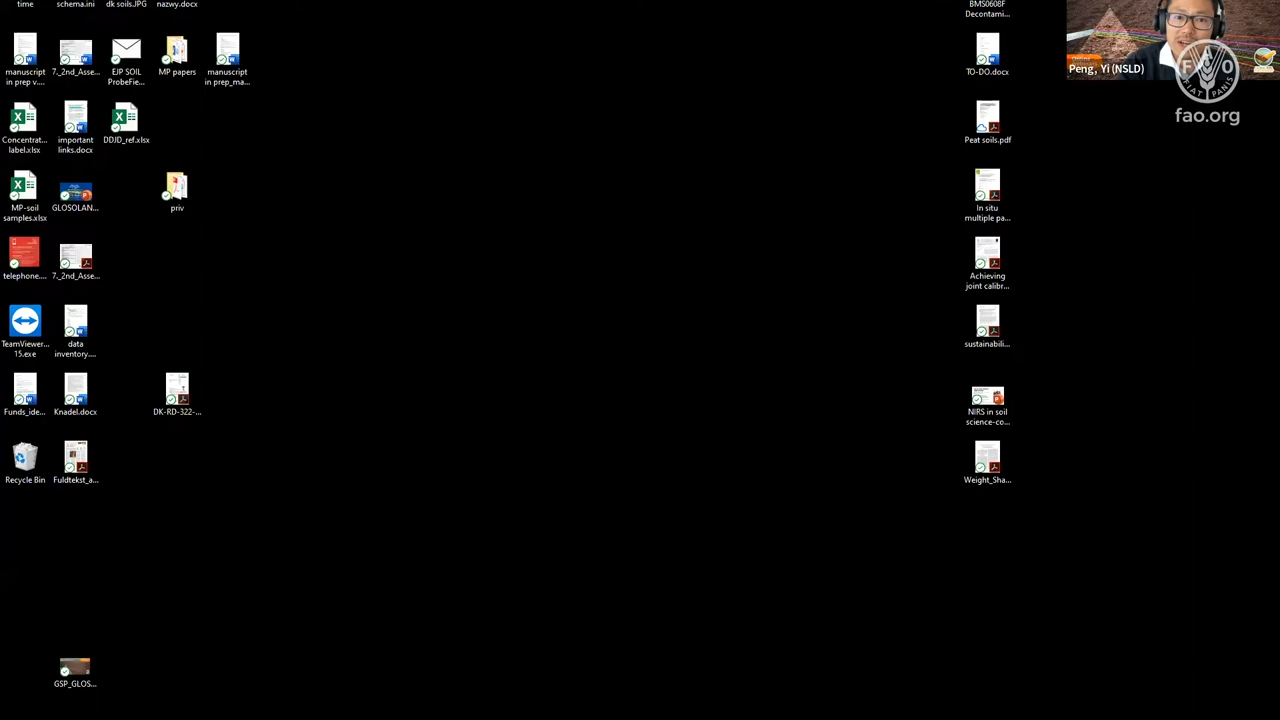 time
schema.ini
dk soils.JPG
nazwy.docx
BMS0608F
Decontami...
manuscript
in prep v....
7._2nd_Asse...
EJP SOIL
ProbeFie...
MP papers
manuscript
in prep_ma...
TO-DO.docx
Peng, Yi (NSLD)
FAO
FIAT PANIS
fao.org
Concentrat...
label.xlsx
important
links.docx
DDJD_ref.xlsx
Peat soils.pdf
MP-soil
samples.xlsx
GLOSOLAN...
priv
In situ
multiple pa...
telephone....
7._2nd_Asse...
Achieving
joint calibr...
TeamViewer...
15.exe
data
inventory....
sustainabili...
Funds_ide...
Knadel.docx
DK-RD-322-...
NIRS in soil
science-co...
Recycle Bin
Fuldtekst_a...
Weight_Sha...
GSP_GLOS...